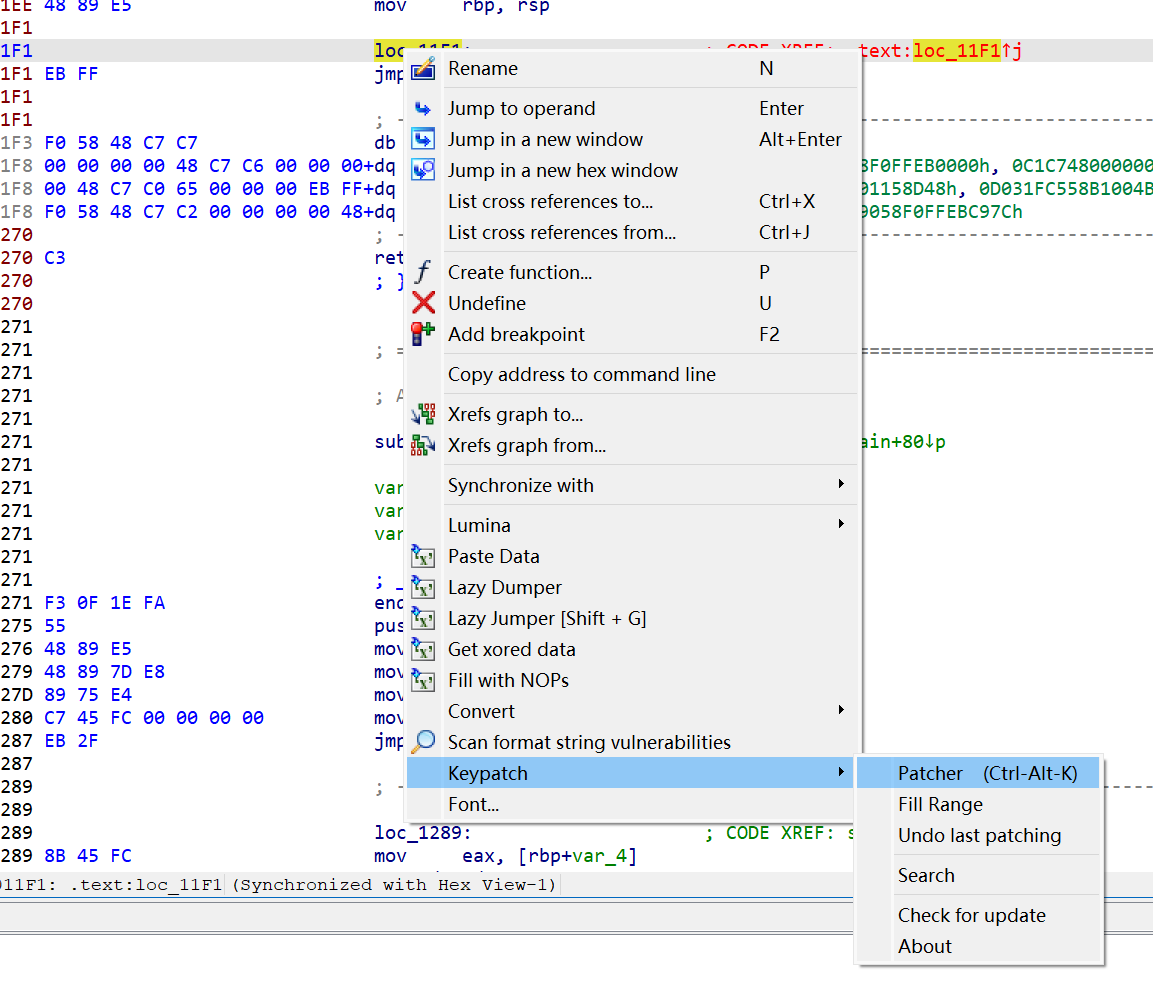 1EE 48 89 E5 mov rbp, rsp
1F1
1F1 loc_11F1: ; CODE XREF: .text:loc_11F1↑j
1F1 EB FF jmp
1F1
1F1 ; -
1F3 F0 58 48 C7 C7 db
1F8 00 00 00 00 48 C7 C6 00 00 00+dq 8F0FFEB0000h, 0C1C748000000
1F8 00 48 C7 C0 65 00 00 00 EB FF+dq 01158D48h, 0D031FC558B1004B
1F8 F0 58 48 C7 C2 00 00 00 00 48+dq 9058F0FFEBC97Ch
270 ; -
270 C3 ret
270 ; }
270
271
271 ; =
271
271 ; A
271
271 sub ain+80↓p
271
271 var
271 var
271 var
271
271 ; _
271 F3 0F 1E FA end
275 55 pus
276 48 89 E5 mov
279 48 89 7D E8 mov
27D 89 75 E4 mov
280 C7 45 FC 00 00 00 00 mov
287 EB 2F jmp
287
289 ; -
289
289 loc_1289: ; CODE XREF: s
289 8B 45 FC mov eax, [rbp+var_4]
011F1: .text:loc_11F1 (Synchronized with Hex View-1)
Rename N
Jump to operand Enter
Jump in a new window Alt+Enter
Jump in a new hex window
List cross references to... Ctrl+X
List cross references from... Ctrl+J
Create function... P
Undefine U
Add breakpoint F2
Copy address to command line
Xrefs graph to...
Xrefs graph from...
Synchronize with
Lumina
Paste Data
Lazy Dumper
Lazy Jumper [Shift + G]
Get xored data
Fill with NOPs
Convert
Scan format string vulnerabilities
Keypatch
Font...
Patcher (Ctrl-Alt-K)
Fill Range
Undo last patching
Search
Check for update
About